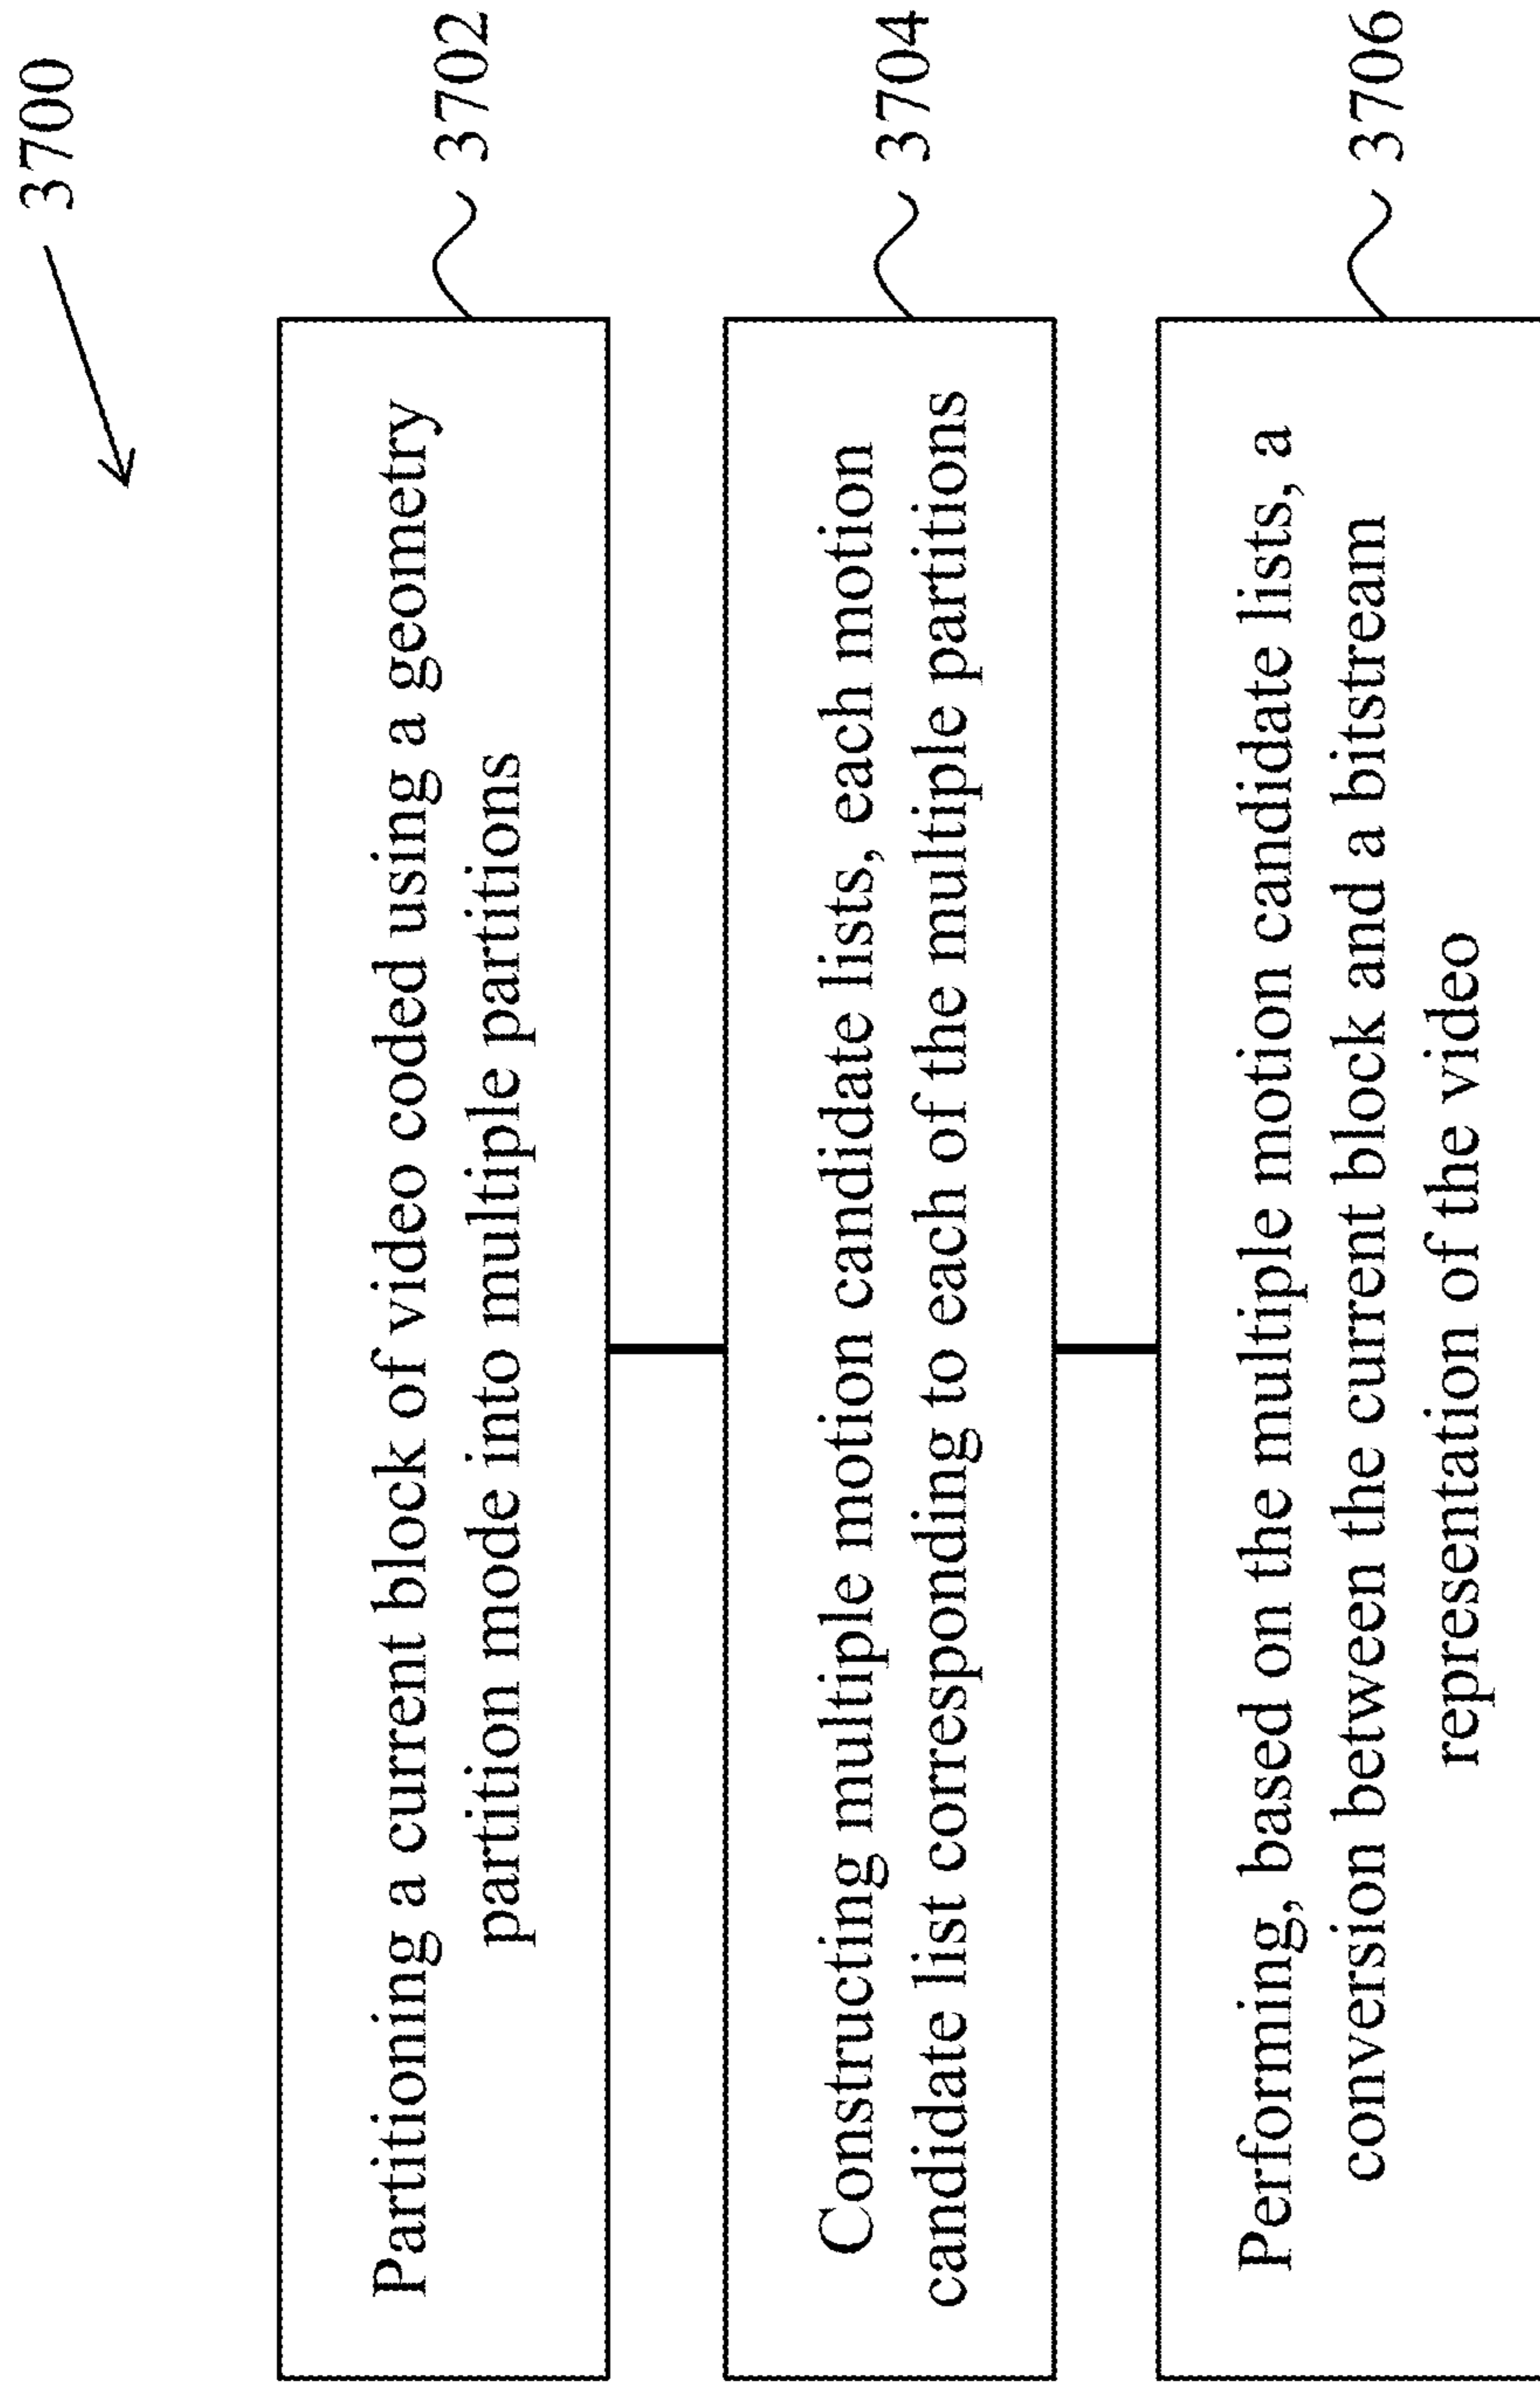 3700
Partitioning a current block of video coded using a geometry
partition mode into multiple partitions
3702
Constructing multiple motion candidate lists, each motion
candidate list corresponding to each of the multiple partitions
3704
Performing, based on the multiple motion candidate lists, a
conversion between the current block and a bitstream
representation of the video
3706